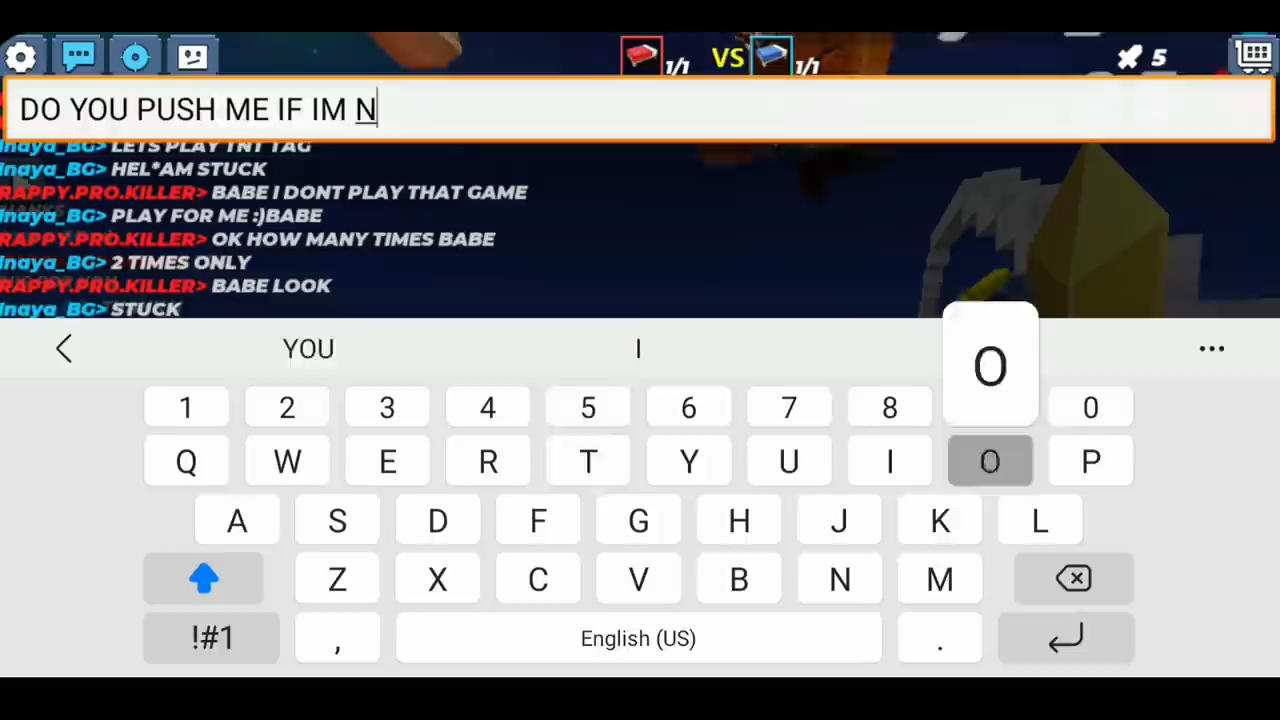 1/1 VS 1/1 5
DO YOU PUSH ME IF IM N
Inaya_BG> LETS PLAY TNT TAG
Inaya_BG> HEL*AM STUCK
RAPPY.PRO.KILLER> BABE I DONT PLAY THAT GAME
Inaya_BG> PLAY FOR ME :)BABE
RAPPY.PRO.KILLER> OK HOW MANY TIMES BABE
Inaya_BG> 2 TIMES ONLY
RAPPY.PRO.KILLER> BABE LOOK
Inaya_BG> STUCK
YOU I
O
1 2 3 4 5 6 7 8 0
Q W E R T Y U I O P
A S D F G H J K L
Z X C V B N M
!#1 , English (US) .